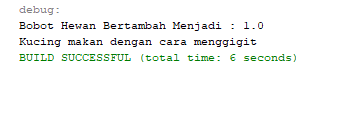 debug:
Bobot Hewan Bertambah Menjadi : 1.0
Kucing makan dengan cara menggigit
BUILD SUCCESSFUL (total time: 6 seconds)